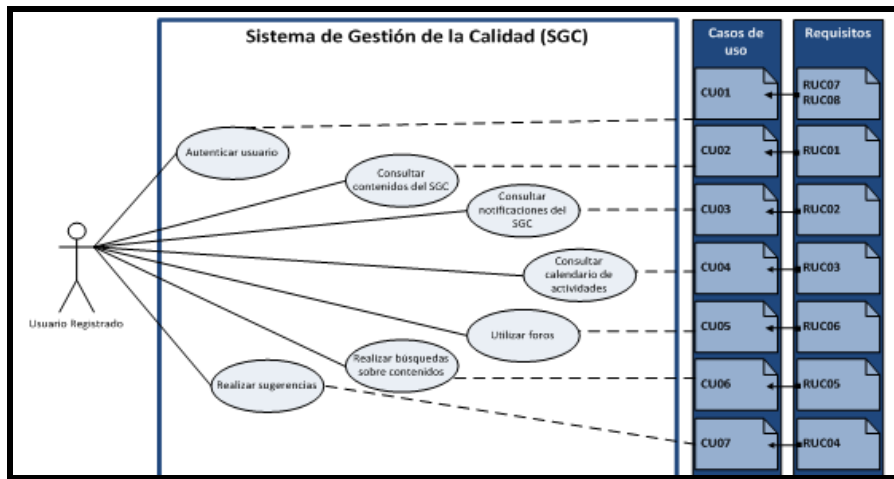 Sistema de Gestión de la Calidad (SGC)
Casos de
uso
Requisitos
CU01
RUC07
RUC08
Autenticar usuario
CU02
RUC01
Consultar
contenidos del SGC
Consultar
notificaciones del
SGC
CU03
RUC02
Consultar
calendario de
actividades
CU04
RUC03
Usuario Registrado
Utilizar foros
CU05
RUC06
Realizar búsquedas
sobre contenidos
CU06
RUC05
Realizar sugerencias
CU07
RUC04